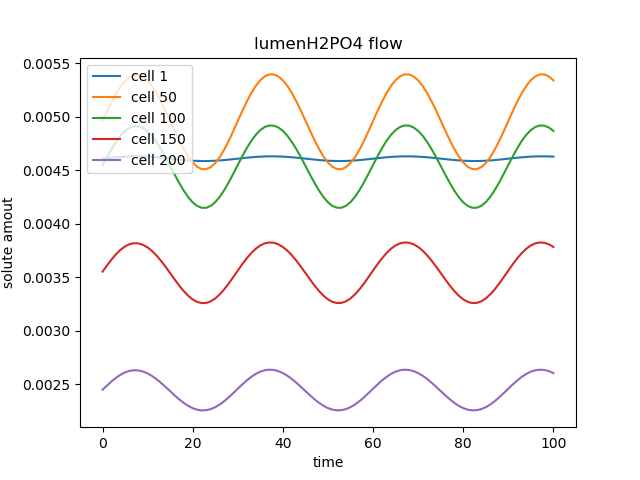 lumenH2PO4 flow
solute amout
0.0055
0.0050
0.0045
0.0040
0.0035
0.0030
0.0025
cell 1
cell 50
cell 100
cell 150
cell 200
0
20
40
60
80
100
time